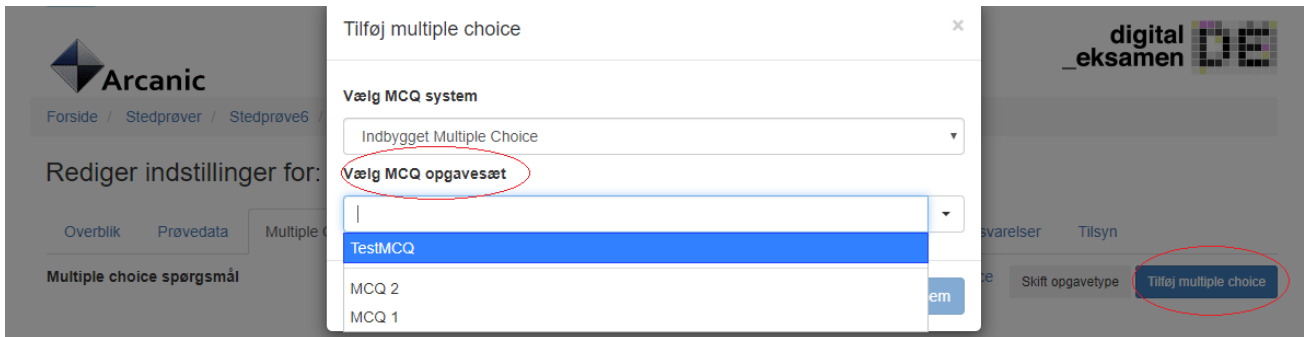 Tilføj multiple choice ×
digital
_eksamen
Arcanic
Vælg MCQ system
Forside / Stedprøver / Stedprøve6 /
Indbygget Multiple Choice
Rediger indstillinger for:
Vælg MCQ opgavesæt
Overblik Prøvedata Multiple svarelser Tilsyn
TestMCQ
Multiple choice spørgsmål Skift opgavetype Tilføj multiple choice
MCQ 2
em
MCQ 1